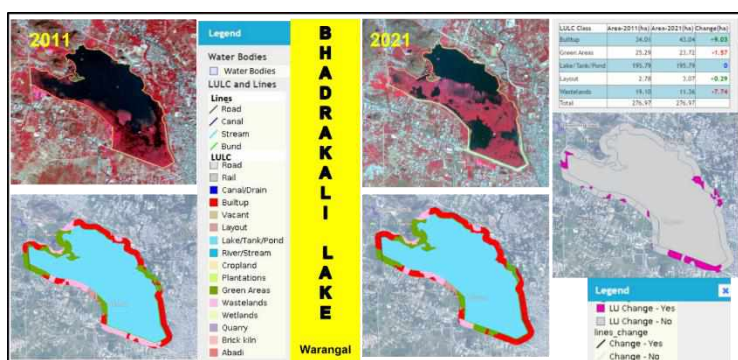 2011
Legend
Water Bodies
Water Bodies
LULC and Lines
Lines
Road
Canal
Stream
Bund
LULC
Road
Rail
Canal/Drain
Builtup
Vacant
Layout
Lake/Tank/Pond
River/Stream
Cropland
Plantations
Green Areas
Wastelands
Wetlands
Quarry
Brick kiln
Abadi
BHADRAKALI LAKE
Warangal
2021
LULC Class Area-2011(ha) Area-2021(ha) Change(ha)
Builtup 34.01 43.04 +9.03
Green Areas 25.29 23.72 -1.57
Lake/Tank/Pond 195.79 195.79 0
Layout 2.78 3.07 +0.29
Wastelands 19.10 11.36 -7.74
Total 276.97 276.97
Legend
LU Change - Yes
LU Change - No
lines_change
Change - Yes
Change - No